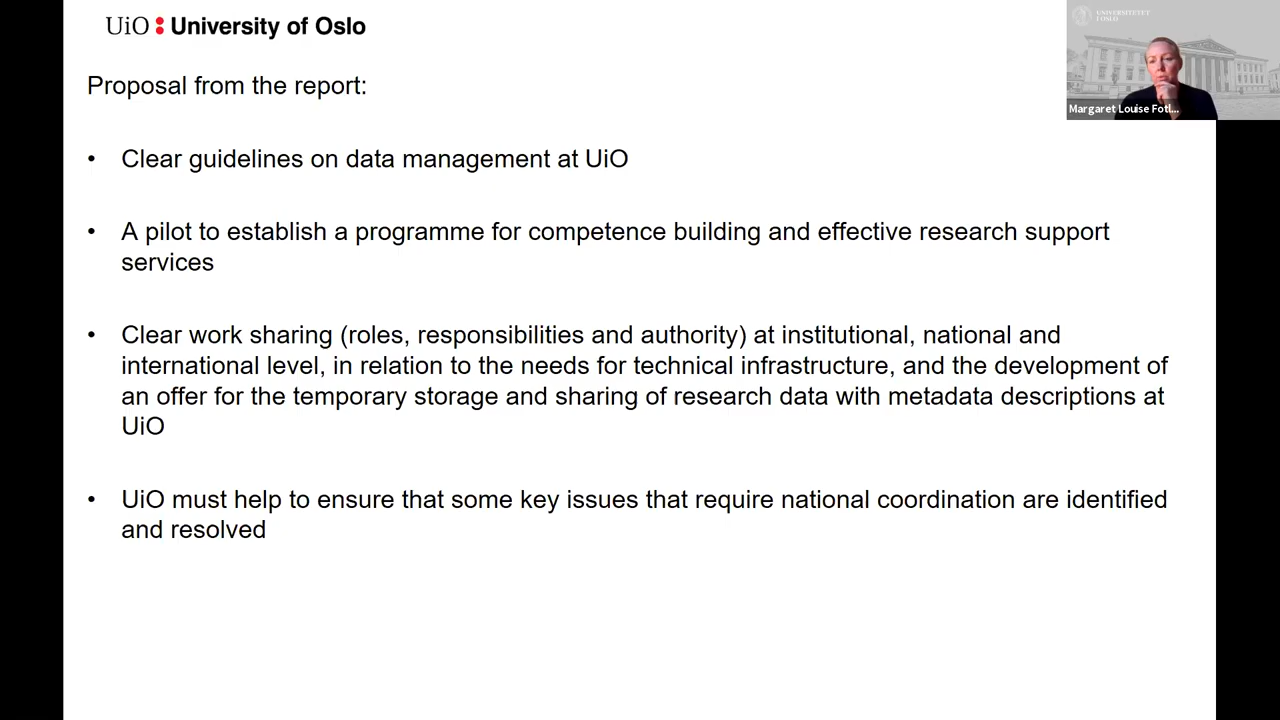 UiO : University of Oslo
UNIVERSITETET
I OSLO
Margaret Louise Fotl...
Proposal from the report:
• Clear guidelines on data management at UiO
• A pilot to establish a programme for competence building and effective research support
services
• Clear work sharing (roles, responsibilities and authority) at institutional, national and
international level, in relation to the needs for technical infrastructure, and the development of
an offer for the temporary storage and sharing of research data with metadata descriptions at
UiO
• UiO must help to ensure that some key issues that require national coordination are identified
and resolved